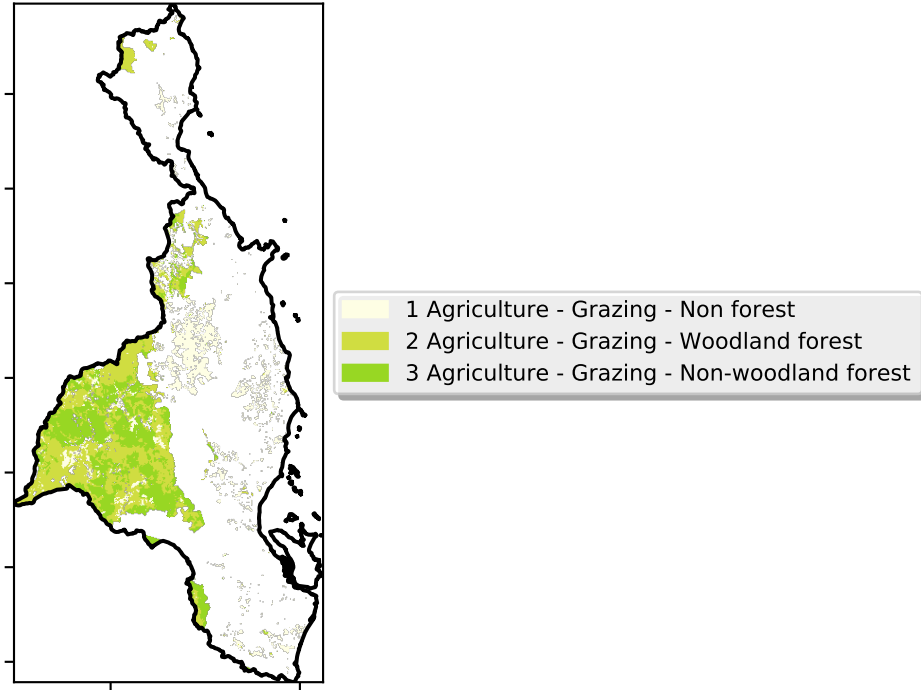 1 Agriculture - Grazing - Non forest
2 Agriculture - Grazing - Woodland forest
3 Agriculture - Grazing - Non-woodland forest